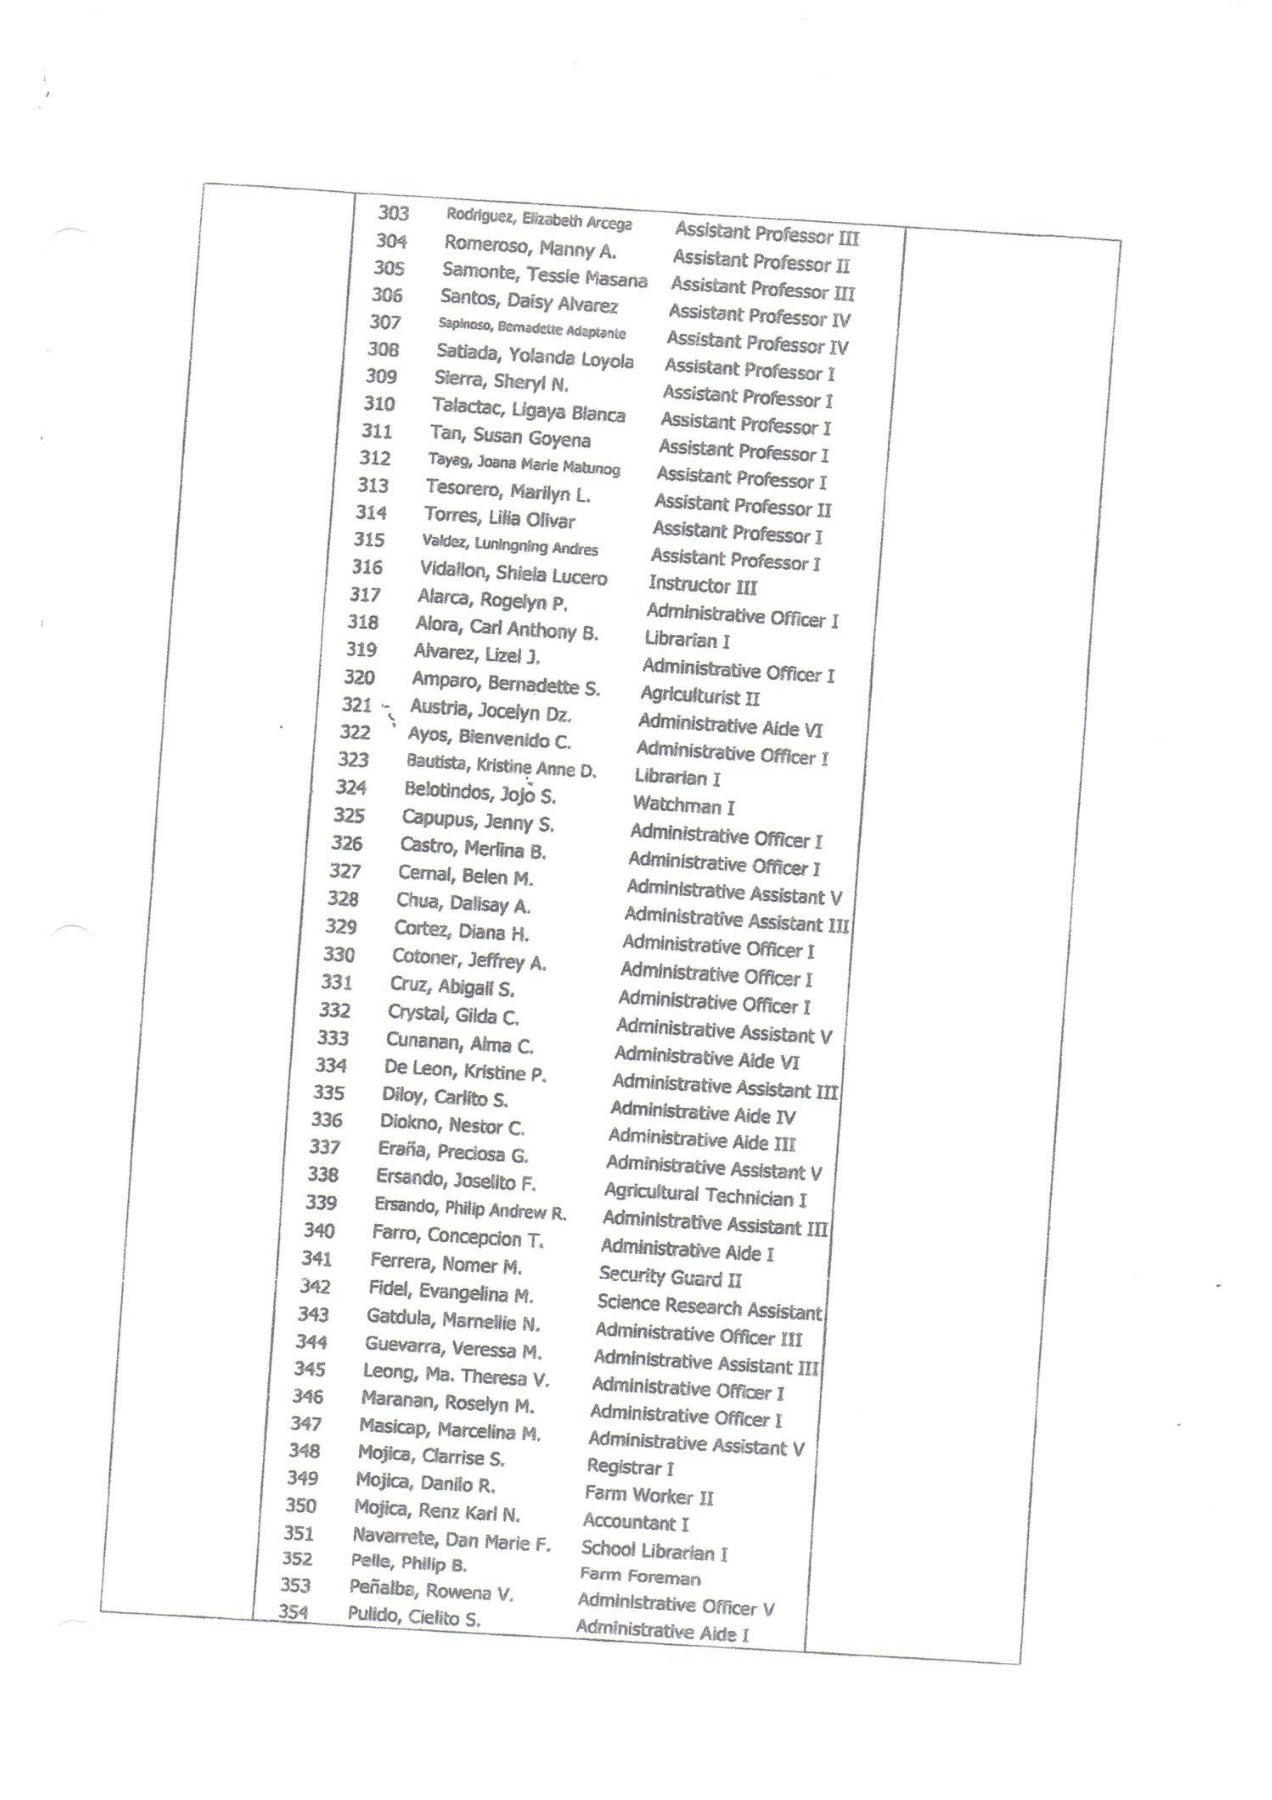 303 Rodriguez, Elizabeth Arcega Assistant Professor III
304 Romeroso, Manny A. Assistant Professor II
305 Samonte, Tessie Masana Assistant Professor III
306 Santos, Daisy Alvarez Assistant Professor IV
307 Sapinoso, Bernadette Adaptante Assistant Professor IV
308 Satiada, Yolanda Loyola Assistant Professor I
309 Sierra, Sheryl N. Assistant Professor I
310 Talactac, Ligaya Blanca Assistant Professor I
311 Tan, Susan Goyena Assistant Professor I
312 Tayag, Joana Marie Matunog Assistant Professor I
313 Tesorero, Marilyn L. Assistant Professor II
314 Torres, Lilia Olivar Assistant Professor I
315 Valdez, Luningning Andres Assistant Professor I
316 Vidallon, Shiela Lucero Instructor III
317 Alarca, Rogelyn P. Administrative Officer I
318 Alora, Carl Anthony B. Librarian I
319 Alvarez, Lizel J. Administrative Officer I
320 Amparo, Bernadette S. Agriculturist II
321 Austria, Jocelyn Dz. Administrative Aide VI
322 Ayos, Bienvenido C. Administrative Officer I
323 Bautista, Kristine Anne D. Librarian I
324 Belotindos, Jojo S. Watchman I
325 Capupus, Jenny S. Administrative Officer I
326 Castro, Merlina B. Administrative Officer I
327 Cernal, Belen M. Administrative Assistant V
328 Chua, Dalisay A. Administrative Assistant III
329 Cortez, Diana H. Administrative Officer I
330 Cotoner, Jeffrey A. Administrative Officer I
331 Cruz, Abigail S. Administrative Officer I
332 Crystal, Gilda C. Administrative Assistant V
333 Cunanan, Alma C. Administrative Aide VI
334 De Leon, Kristine P. Administrative Assistant III
335 Diloy, Carlito S. Administrative Aide IV
336 Diokno, Nestor C. Administrative Aide III
337 Eraña, Preciosa G. Administrative Assistant V
338 Ersando, Joselito F. Agricultural Technician I
339 Ersando, Philip Andrew R. Administrative Assistant III
340 Farro, Concepcion T. Administrative Aide I
341 Ferrera, Nomer M. Security Guard II
342 Fidel, Evangelina M. Science Research Assistant
343 Gatdula, Marnellie N. Administrative Officer III
344 Guevarra, Veressa M. Administrative Assistant III
345 Leong, Ma. Theresa V. Administrative Officer I
346 Maranan, Roselyn M. Administrative Officer I
347 Masicap, Marcelina M. Administrative Assistant V
348 Mojica, Clarrise S. Registrar I
349 Mojica, Danilo R. Farm Worker II
350 Mojica, Renz Karl N. Accountant I
351 Navarrete, Dan Marie F. School Librarian I
352 Pelle, Philip B. Farm Foreman
353 Peñalba, Rowena V. Administrative Officer V
354 Pulido, Cielito S. Administrative Aide I